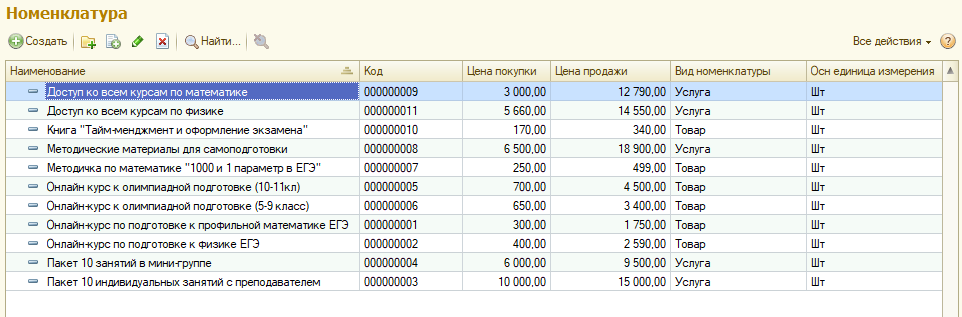 Номенклатура
Создать Найти... Все действия ?
Наименование Код Цена покупки Цена продажи Вид номенклатуры Осн единица измерения
Доступ ко всем курсам по математике 000000009 3 000,00 12 790,00 Услуга Шт
Доступ ко всем курсам по физике 000000011 5 660,00 14 550,00 Услуга Шт
Книга "Тайм-менджмент и оформление экзамена" 000000010 170,00 340,00 Товар Шт
Методические материалы для самоподготовки 000000008 6 500,00 18 900,00 Услуга Шт
Методичка по математике "1000 и 1 параметр в ЕГЭ" 000000007 250,00 499,00 Товар Шт
Онлайн курс к олимпиадной подготовке (10-11кл) 000000005 700,00 4 500,00 Товар Шт
Онлайн-курс к олимпиадной подготовке (5-9 класс) 000000006 650,00 3 400,00 Товар Шт
Онлайн-курс по подготовке к профильной математике ЕГЭ 000000001 300,00 1 750,00 Товар Шт
Онлайн-курс по подготовке к физике ЕГЭ 000000002 400,00 2 590,00 Товар Шт
Пакет 10 занятий в мини-группе 000000004 6 000,00 9 500,00 Услуга Шт
Пакет 10 индивидуальных занятий с преподавателем 000000003 10 000,00 15 000,00 Услуга Шт